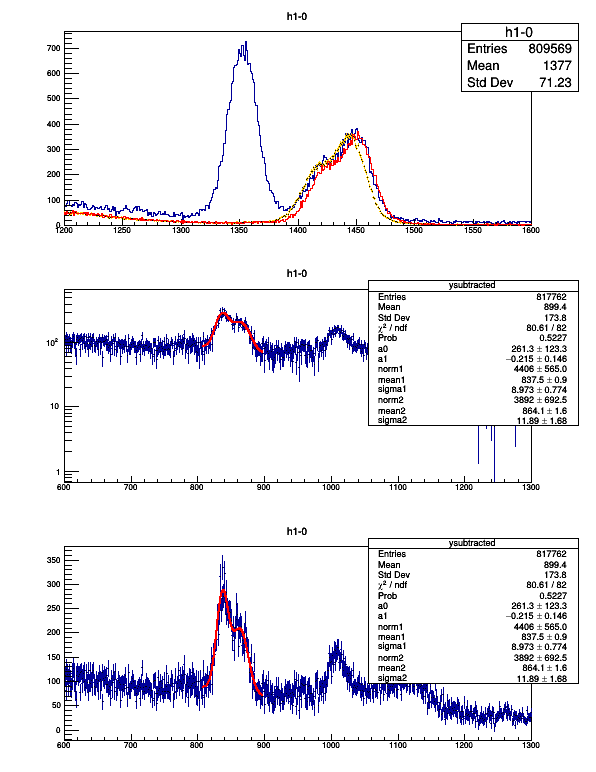 h1-0
h1-0
Entries 809569
Mean 1377
Std Dev 71.23
700
600
500
400
300
200
100
0
1200 1250 1300 1350 1400 1450 1500 1550 1600
h1-0
ysubtracted
Entries 817762
Mean 899.4
Std Dev 173.8
χ² / ndf 80.61 / 82
Prob 0.5227
a0 261.3 ± 123.3
a1 −0.215 ± 0.146
norm1 4406 ± 565.0
mean1 837.5 ± 0.9
sigma1 8.973 ± 0.774
norm2 3892 ± 692.5
mean2 864.1 ± 1.6
sigma2 11.89 ± 1.68
10²
10
1
600 700 800 900 1000 1100 1200 1300
h1-0
ysubtracted
Entries 817762
Mean 899.4
Std Dev 173.8
χ² / ndf 80.61 / 82
Prob 0.5227
a0 261.3 ± 123.3
a1 −0.215 ± 0.146
norm1 4406 ± 565.0
mean1 837.5 ± 0.9
sigma1 8.973 ± 0.774
norm2 3892 ± 692.5
mean2 864.1 ± 1.6
sigma2 11.89 ± 1.68
350
300
250
200
150
100
50
0
600 700 800 900 1000 1100 1200 1300